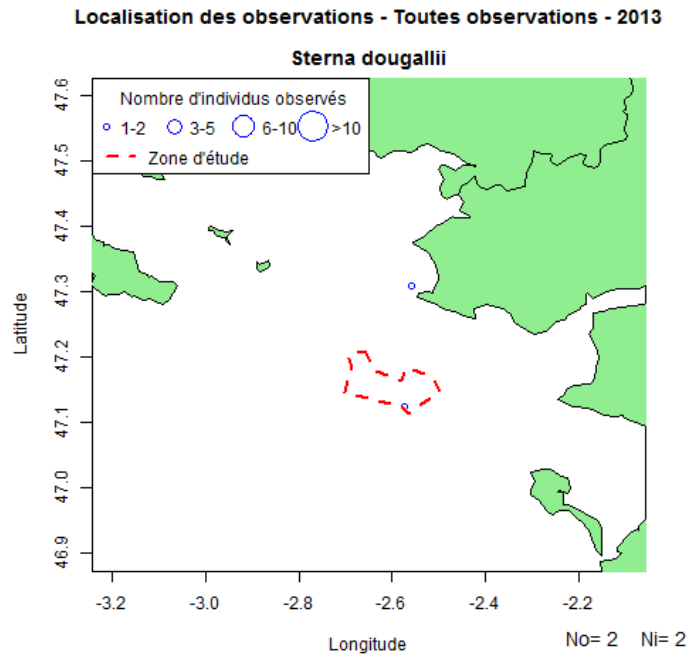 Localisation des observations - Toutes observations - 2013
Sterna dougallii
Nombre d'individus observés
1-2 3-5 6-10 >10
Zone d'étude
47.6
47.5
47.4
47.3
47.2
47.1
47.0
46.9
Latitude
-3.2 -3.0 -2.8 -2.6 -2.4 -2.2
Longitude
No= 2 Ni= 2